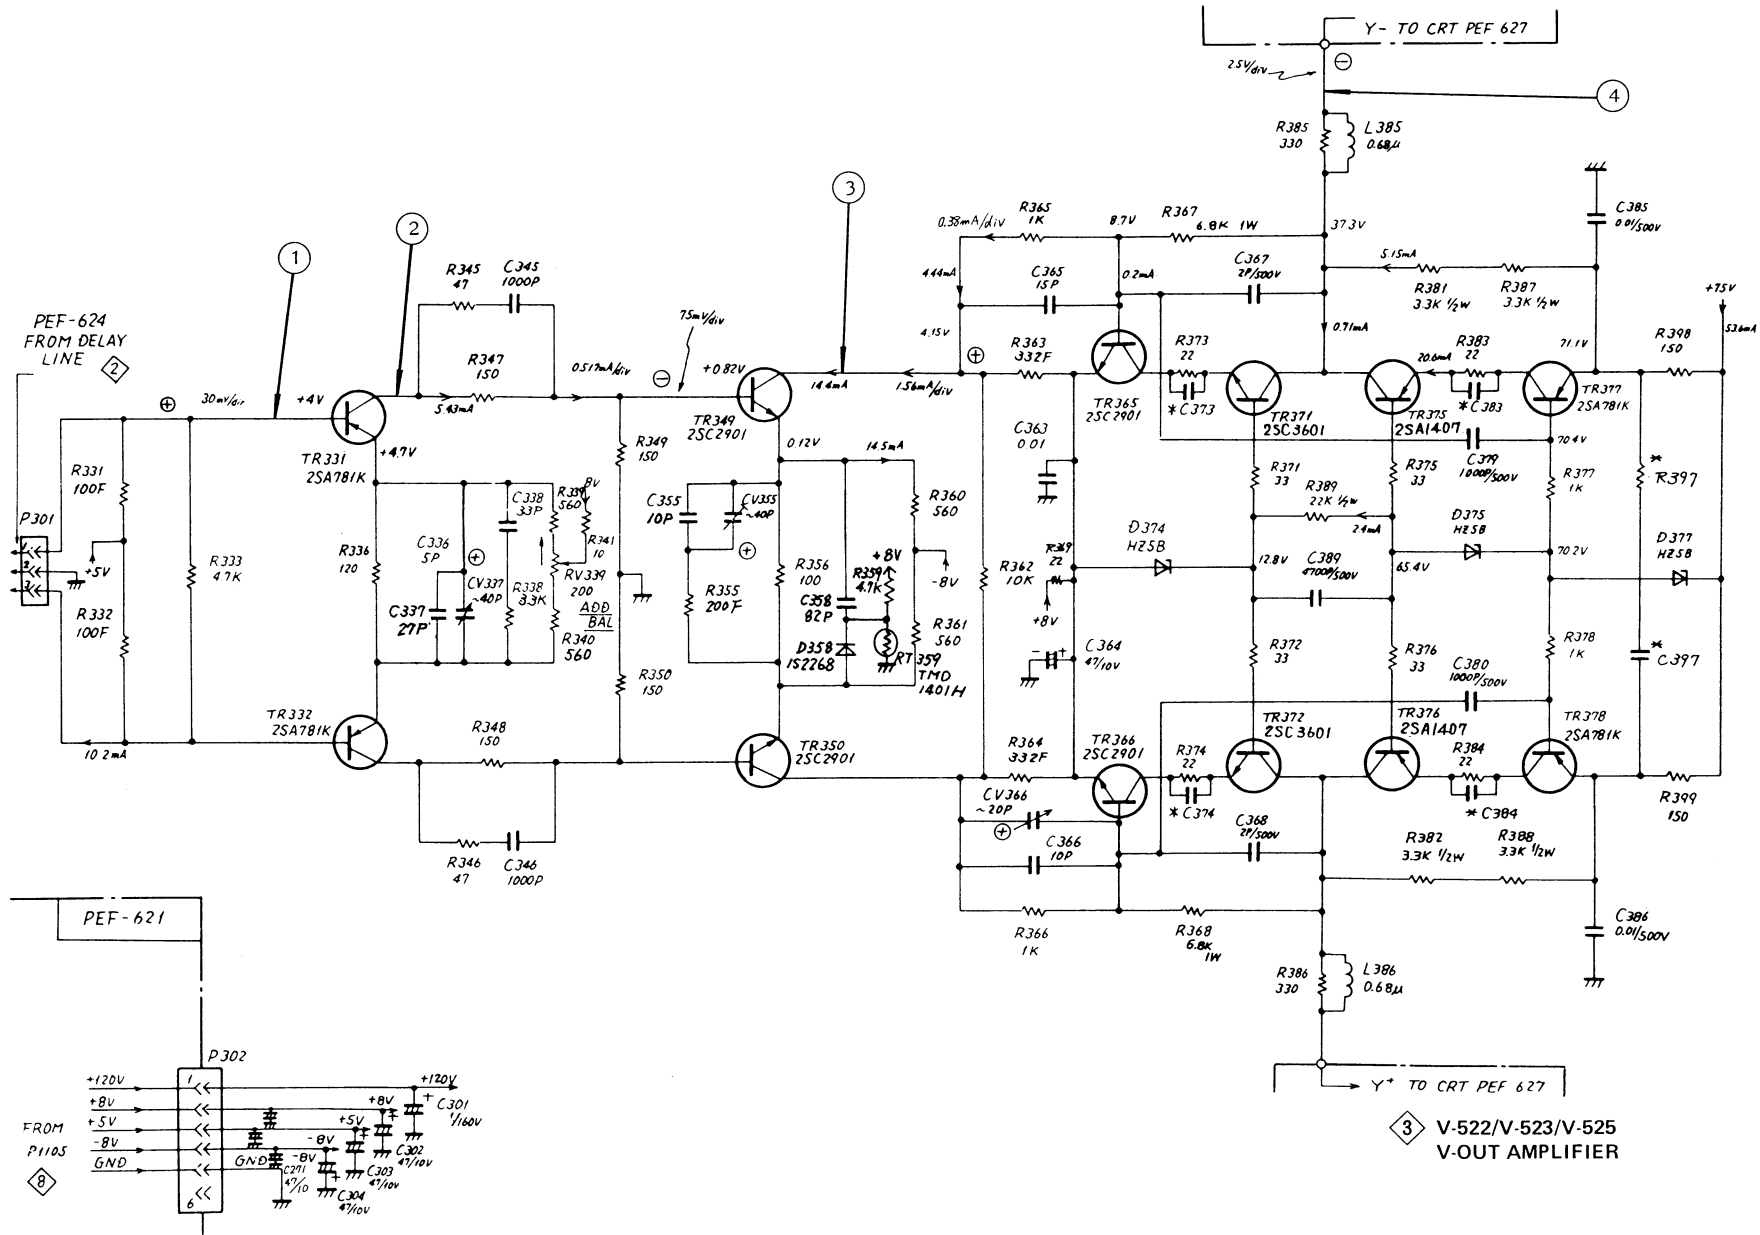 Y- TO CRT PEF 627
2.5V/div
⊖
4
R385
330
L385
0.68μ
3
0.38mA/div
R365
1K
8.7V
R367
6.8K 1W
37.3V
C385
0.01/500V
2
1
R345
47
C345
1000P
4.44mA
C365
15P
0.2mA
C367
2P/500V
5.15mA
R381
3.3K ½W
R387
3.3K ½W
+75V
53.6mA
PEF-624
FROM DELAY
LINE
2
75mV/div
4.15V
⊕
R363
332F
R373
22
0.71mA
20.6mA
R383
22
71.1V
R398
150
R347
150
0.517mA/div
⊖
+0.82V
14.4mA
1.56mA/div
⊕
30mV/div
+4V
5.43mA
TR349
2SC2901
TR365
2SC2901
* C373
TR371
2SC3601
TR375
2SA1407
* C383
TR377
2SA781K
TR331
2SA781K
+4.7V
R349
150
0.12V
14.5mA
C363
0.01
C379
1000P/500V
70.4V
R331
100F
C338
33P
R339
560
8V
C355
10P
CV355
~40P
R360
560
R371
33
R389
22K ½W
R375
33
R377
1K
*
R397
P301
1
2
3
+5V
R333
4.7K
R336
120
C336
5P
⊕
CV337
~40P
R341
10
RV339
200
ADD
BAL
⊕
R356
100
+8V
R359
4.7K
-8V
R362
10K
R369
22
+8V
D374
HZ5B
12.8V
2.4mA
C389
4700P/500V
65.4V
D375
HZ5B
70.2V
D377
HZ5B
R332
100F
C337
27P
R338
3.3K
R340
560
R355
200F
C358
82P
R361
560
D358
1S2268
RT359
TMD
1401H
- +
C364
47/10V
R372
33
R376
33
R378
1K
*
C397
R350
150
C380
1000P/500V
TR332
2SA781K
10.2mA
R348
150
TR350
2SC2901
R364
332F
TR366
2SC2901
R374
22
TR372
2SC3601
TR376
2SA1407
R384
22
TR378
2SA781K
CV366
~20P
⊕
* C374
* C384
R399
150
R346
47
C346
1000P
C366
10P
C368
2P/500V
R382
3.3K ½W
R388
3.3K ½W
R366
1K
R368
6.8K
1W
C386
0.01/500V
PEF-621
R386
330
L386
0.68μ
P302
+120V
1
+120V
+8V
+8V
+
C301
1/160V
FROM
P1105
8
+5V
+5V
+
-8V
-8V
+
C302
47/10V
GND
GND
C271
47/10
-8V
+
C303
47/10V
C304
47/10V
6
Y+ TO CRT PEF 627
3 V-522/V-523/V-525
V-OUT AMPLIFIER